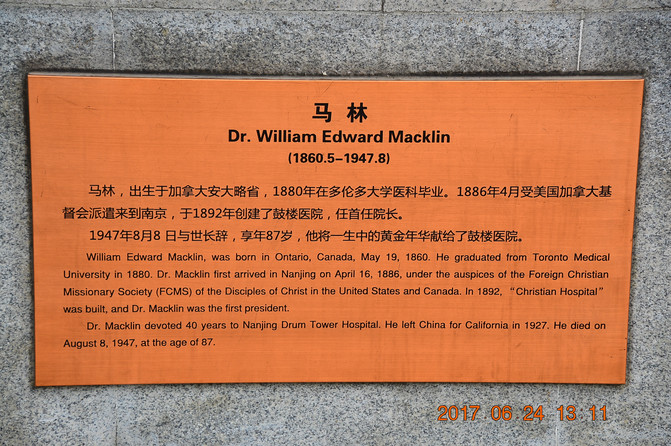 马 林
Dr. William Edward Macklin
(1860.5-1947.8)
马林，出生于加拿大安大略省，1880年在多伦多大学医科毕业。1886年4月受美国加拿大基
督会派遣来到南京，于1892年创建了鼓楼医院，任首任院长。
1947年8月8 日与世长辞，享年87岁，他将一生中的黄金年华献给了鼓楼医院。
William Edward Macklin, was born in Ontario, Canada, May 19, 1860. He graduated from Toronto Medical
University in 1880. Dr. Macklin first arrived in Nanjing on April 16, 1886, under the auspices of the Foreign Christian
Missionary Society (FCMS) of the Disciples of Christ in the United States and Canada. In 1892, “Christian Hospital”
was built, and Dr. Macklin was the first president.
Dr. Macklin devoted 40 years to Nanjing Drum Tower Hospital. He left China for California in 1927. He died on
August 8, 1947, at the age of 87.
2017 06 24 13 11